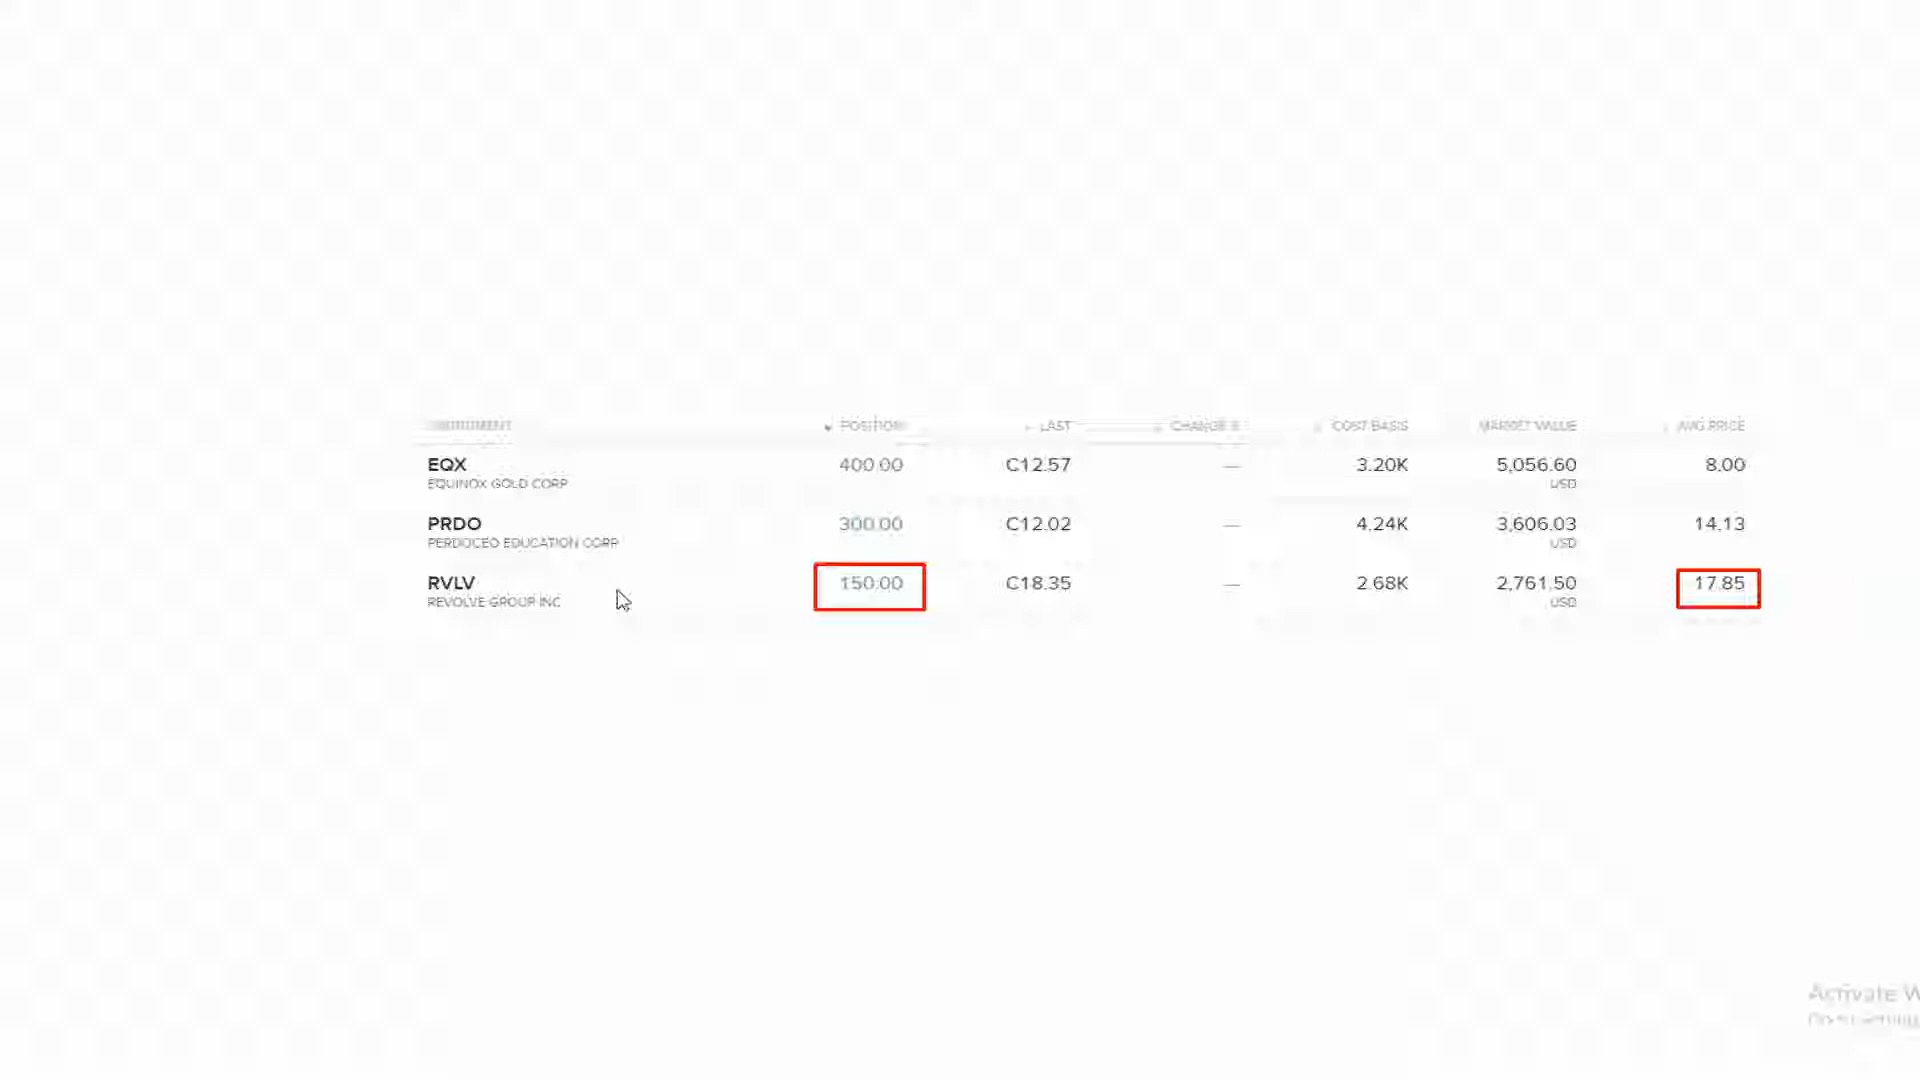 INSTRUMENT POSITION LAST CHANGE % COST BASIS MARKET VALUE AVG PRICE
EQX 400.00 C12.57 — 3.20K 5,056.60 8.00
EQUINOX GOLD CORP USD
PRDO 300.00 C12.02 — 4.24K 3,606.03 14.13
PERDOCEO EDUCATION CORP USD
RVLV 150.00 C18.35 — 2.68K 2,761.50 17.85
REVOLVE GROUP INC USD
Activate W